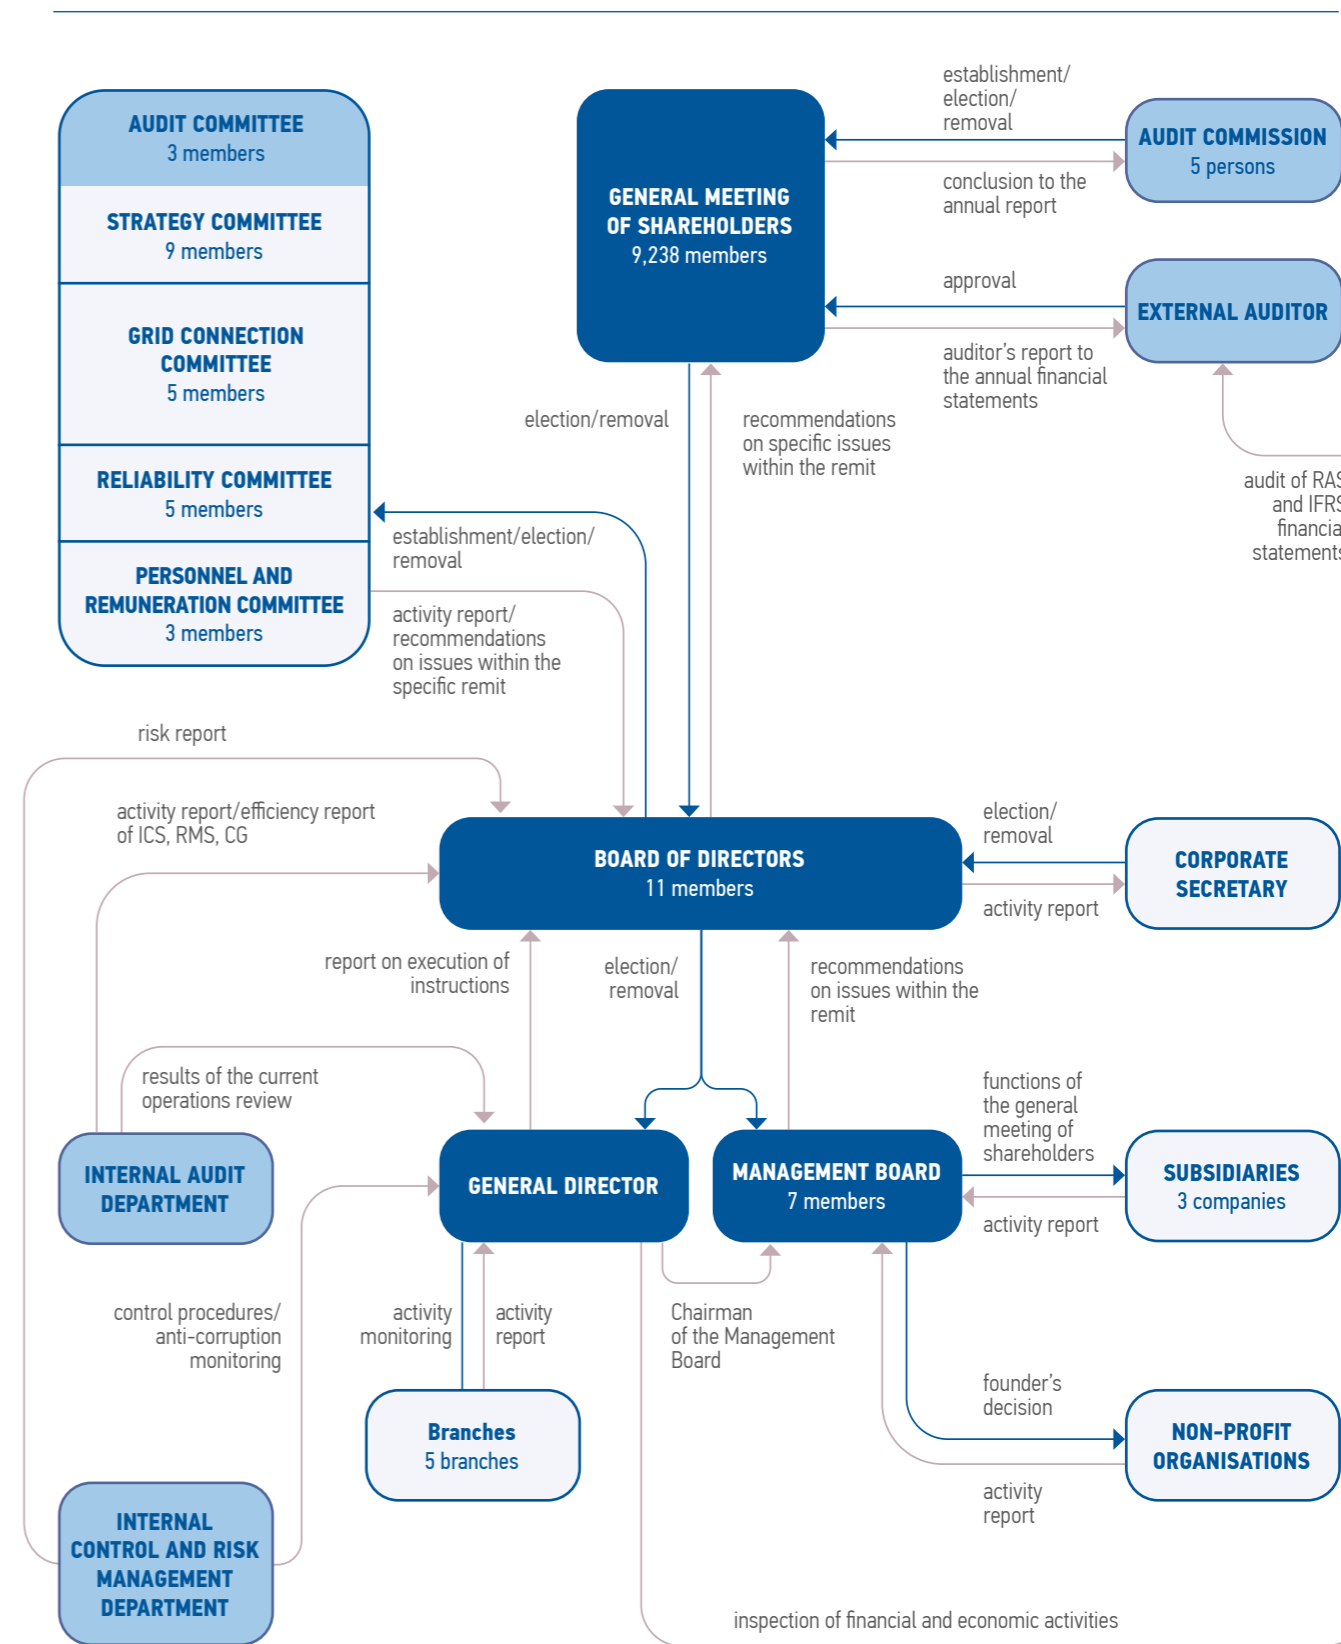 AUDIT COMMITTEE
3 members
STRATEGY COMMITTEE
9 members
GRID CONNECTION
COMMITTEE
5 members
RELIABILITY COMMITTEE
5 members
PERSONNEL AND
REMUNERATION COMMITTEE
3 members
GENERAL MEETING
OF SHAREHOLDERS
9,238 members
establishment/
election/
removal
conclusion to the
annual report
AUDIT COMMISSION
5 persons
approval
auditor's report to
the annual financial
statements
EXTERNAL AUDITOR
audit of RAS
and IFRS
financia
statements
election/removal
recommendations
on specific issues
within the remit
establishment/election/
removal
activity report/
recommendations
on issues within the
specific remit
risk report
activity report/efficiency report
of ICS, RMS, CG
BOARD OF DIRECTORS
11 members
election/
removal
activity report
CORPORATE
SECRETARY
report on execution of
instructions
election/
removal
recommendations
on issues within the
remit
results of the current
operations review
INTERNAL AUDIT
DEPARTMENT
GENERAL DIRECTOR
MANAGEMENT BOARD
7 members
functions of
the general
meeting of
shareholders
activity report
SUBSIDIARIES
3 companies
control procedures/
anti-corruption
monitoring
activity
monitoring
activity
report
Chairman
of the Management
Board
Branches
5 branches
founder's
decision
activity
report
NON-PROFIT
ORGANISATIONS
INTERNAL
CONTROL AND RISK
MANAGEMENT
DEPARTMENT
inspection of financial and economic activities